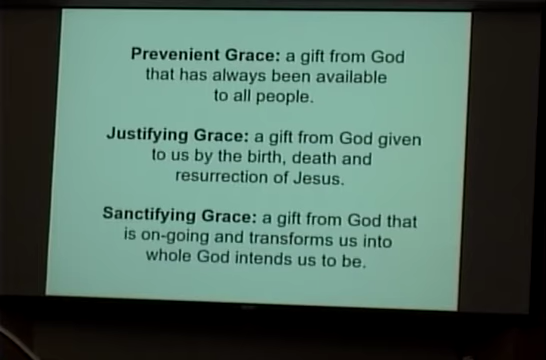 Prevenient Grace: a gift from God
that has always been available
to all people.
Justifying Grace: a gift from God given
to us by the birth, death and
resurrection of Jesus.
Sanctifying Grace: a gift from God that
is on-going and transforms us into
whole God intends us to be.